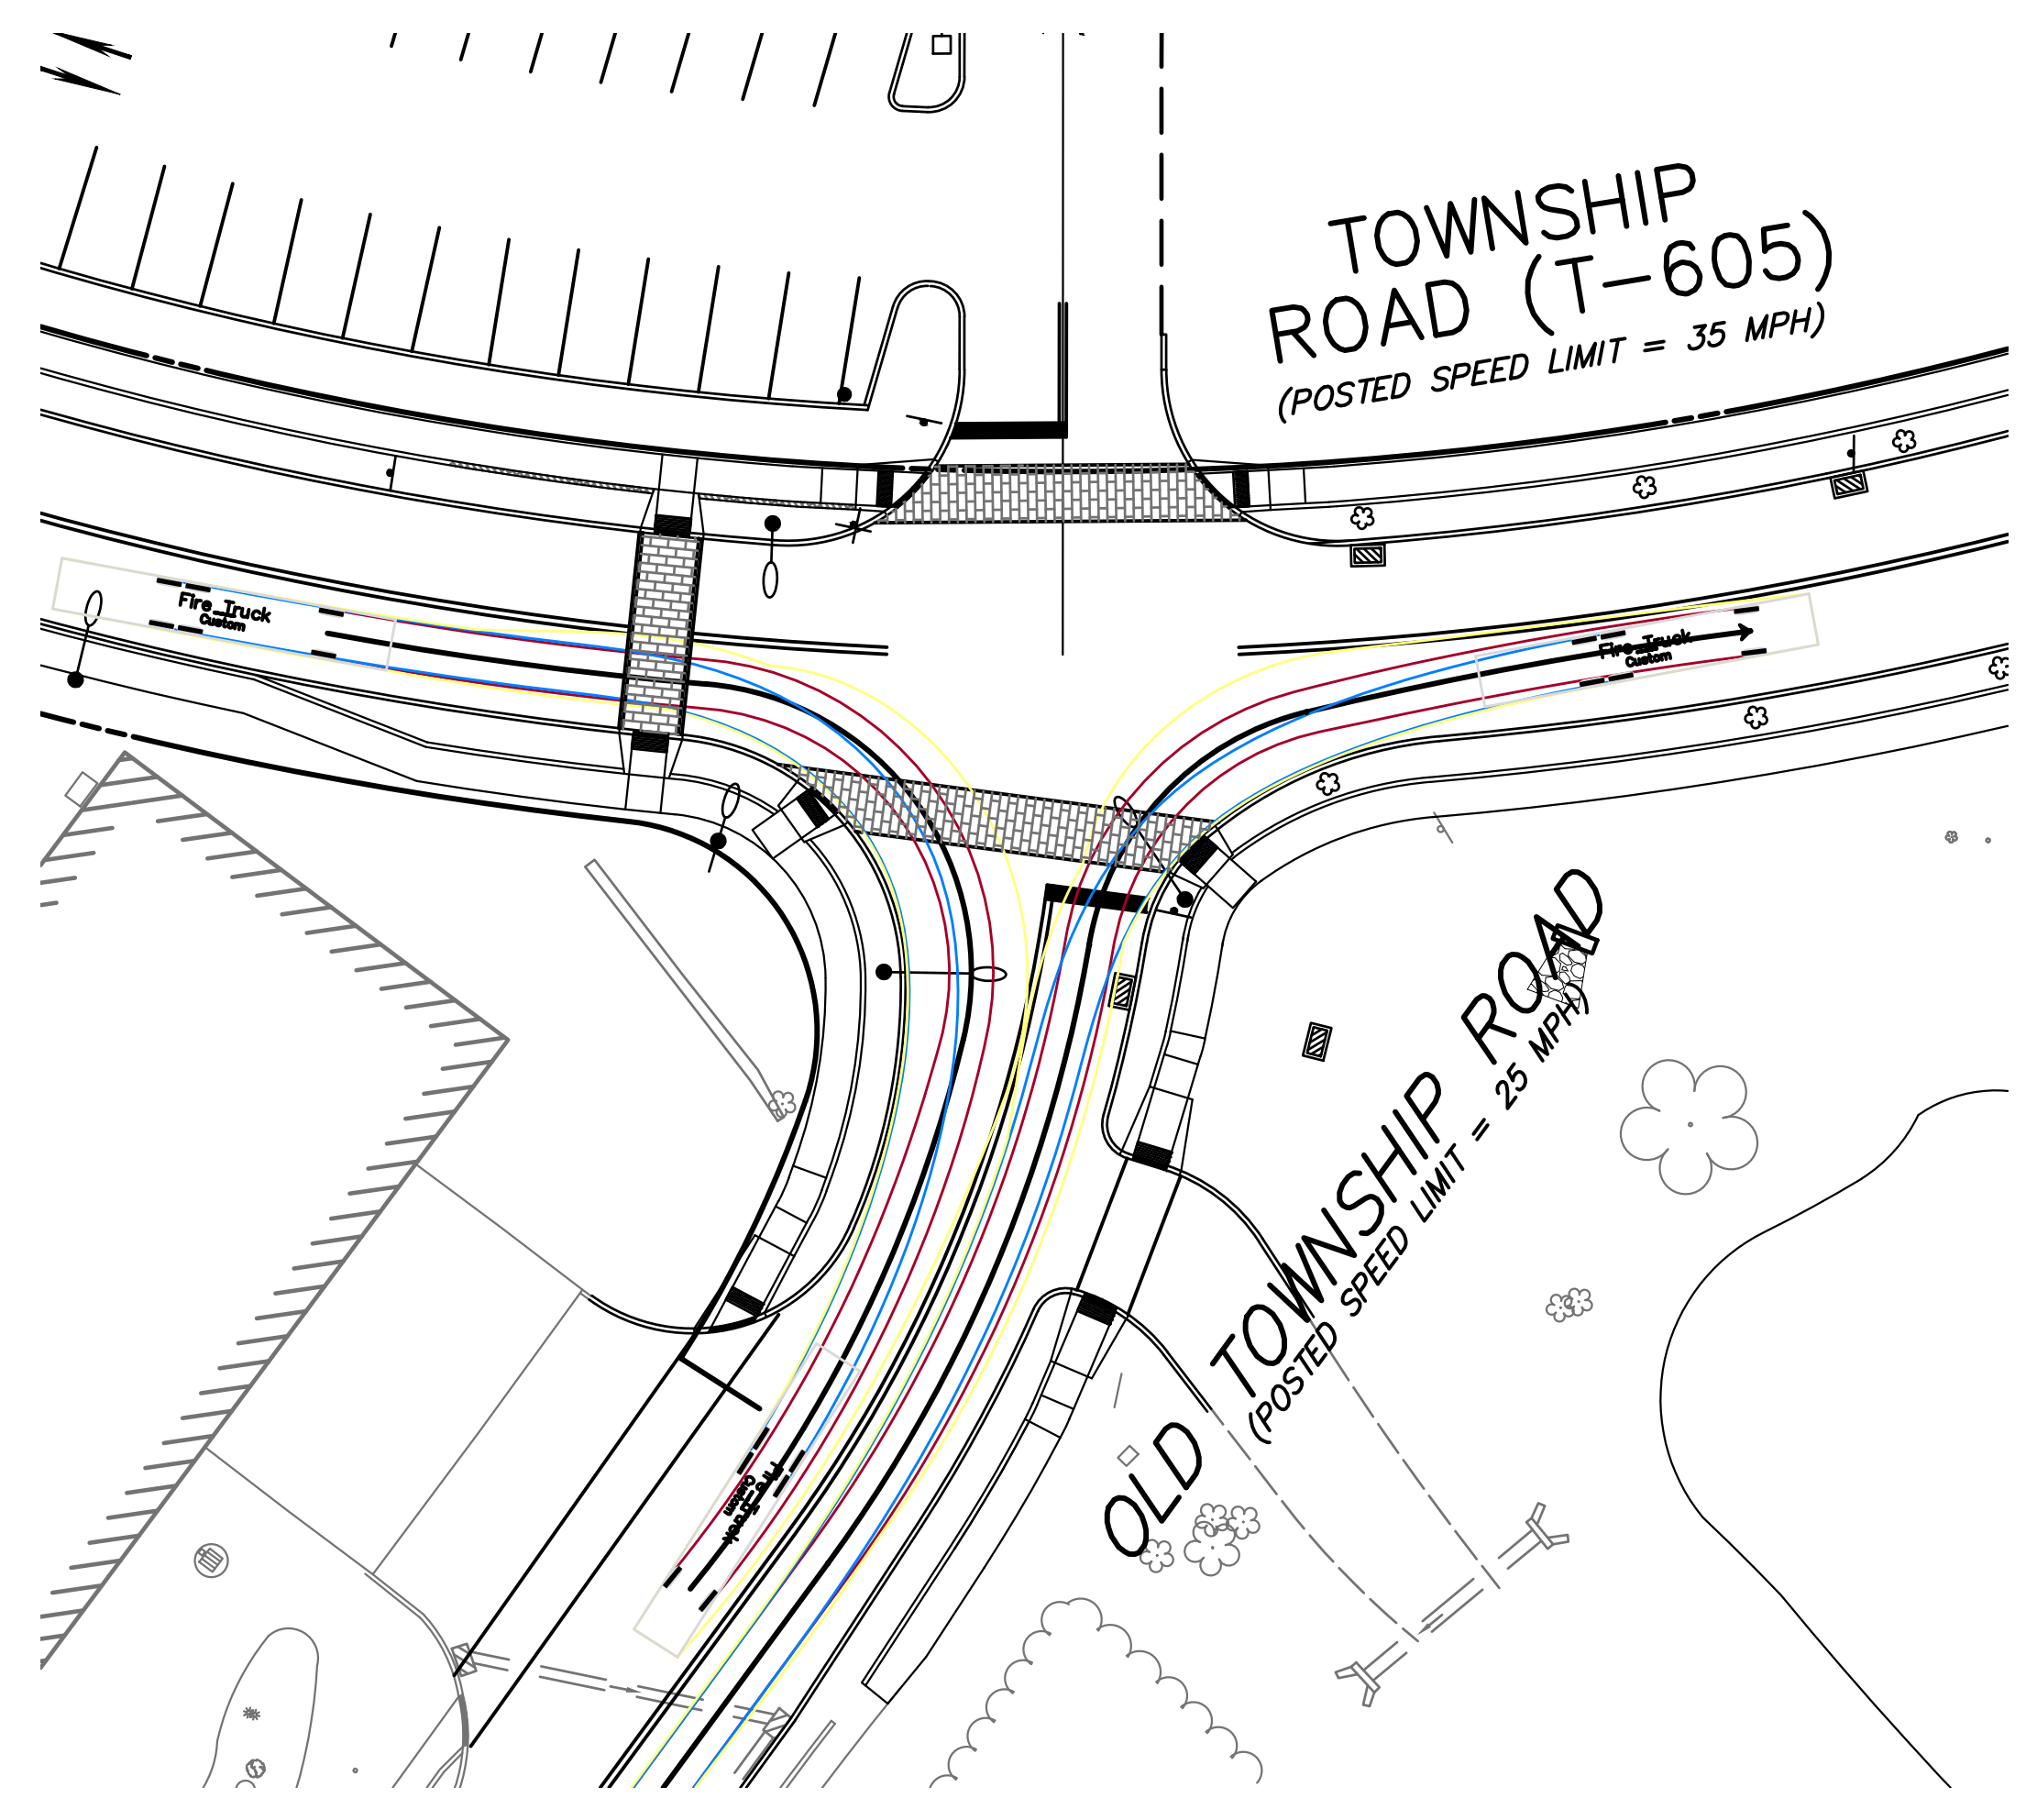 TOWNSHIP
ROAD (T-605)
(POSTED SPEED LIMIT = 35 MPH)
Fire_Truck
Custom
Fire_Truck
Custom
OLD TOWNSHIP ROAD
(POSTED SPEED LIMIT = 25 MPH)
Fire_Truck
Custom